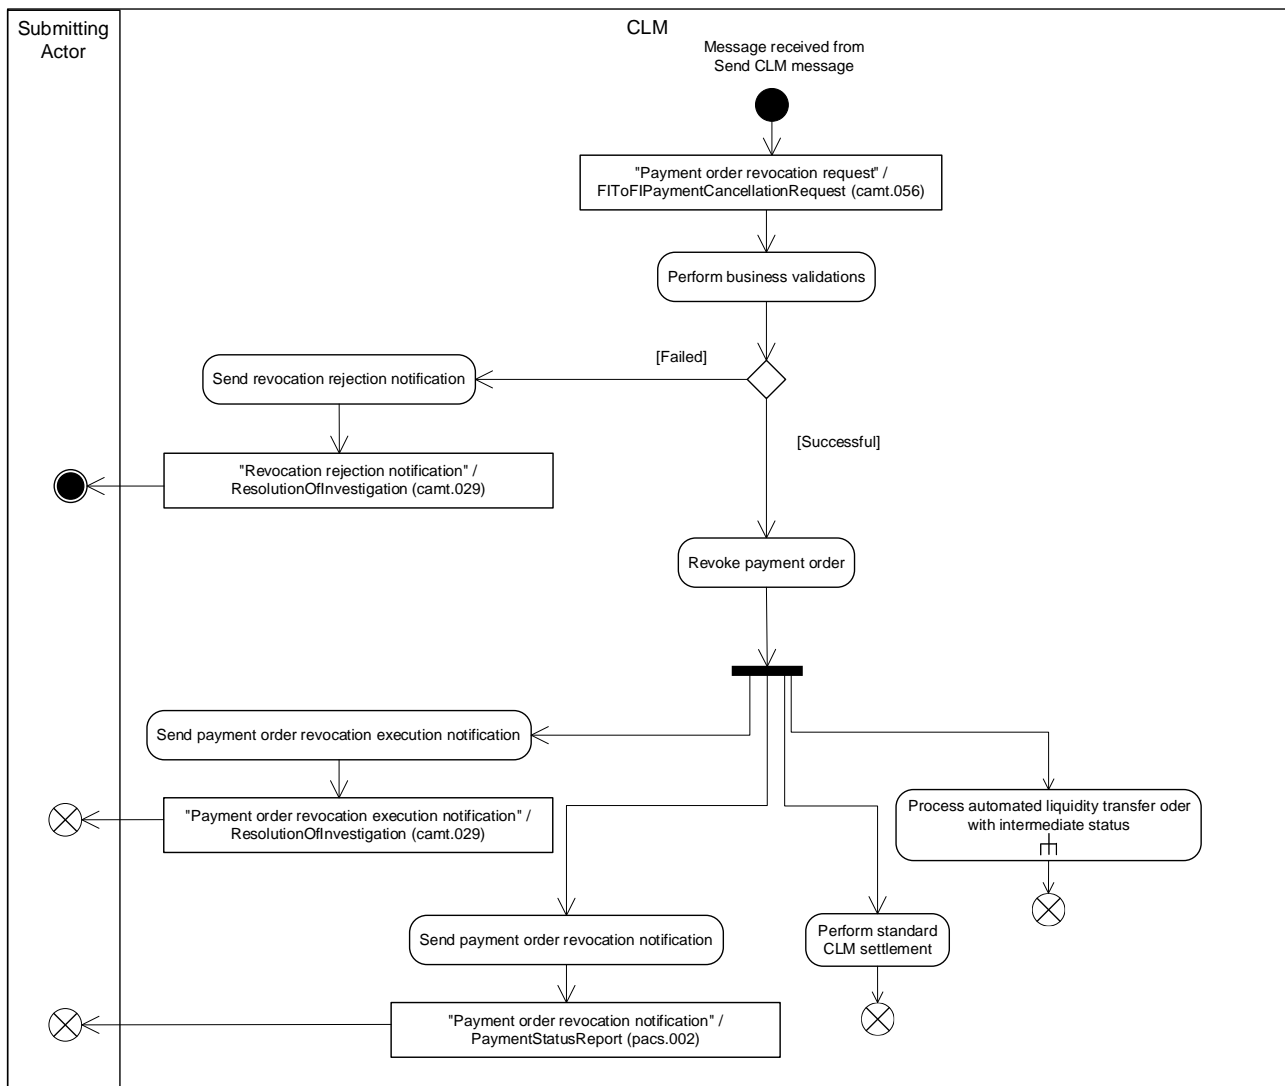 Submitting
Actor
CLM
Message received from
Send CLM message
"Payment order revocation request" /
FIToFIPaymentCancellationRequest (camt.056)
Perform business validations
[Failed]
Send revocation rejection notification
[Successful]
"Revocation rejection notification" /
ResolutionOfInvestigation (camt.029)
Revoke payment order
Send payment order revocation execution notification
"Payment order revocation execution notification" /
ResolutionOfInvestigation (camt.029)
Process automated liquidity transfer oder
with intermediate status
Send payment order revocation notification
Perform standard
CLM settlement
"Payment order revocation notification" /
PaymentStatusReport (pacs.002)